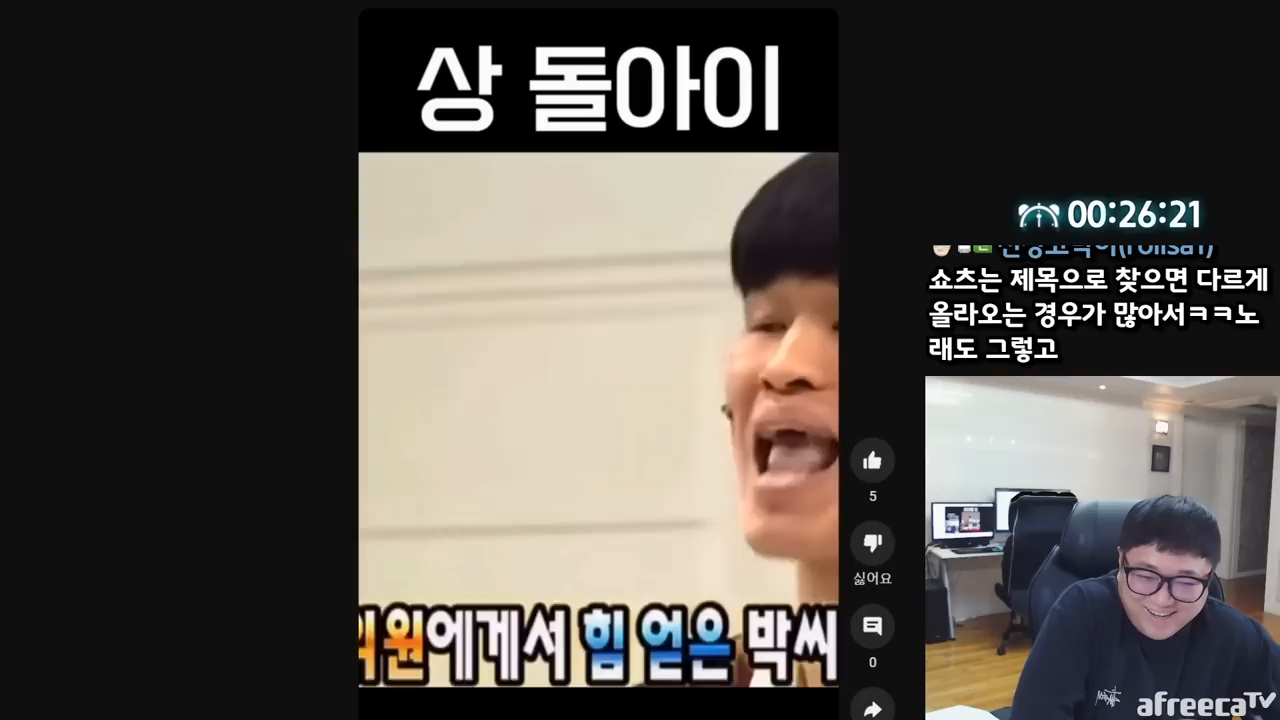 상 돌아이
원에게서 힘 얻은 박씨
5
싫어요
0
00:26:21
쇼츠는 제목으로 찾으면 다르게
올라오는 경우가 많아서ㅋㅋ노
래도 그렇고
afreecaTV